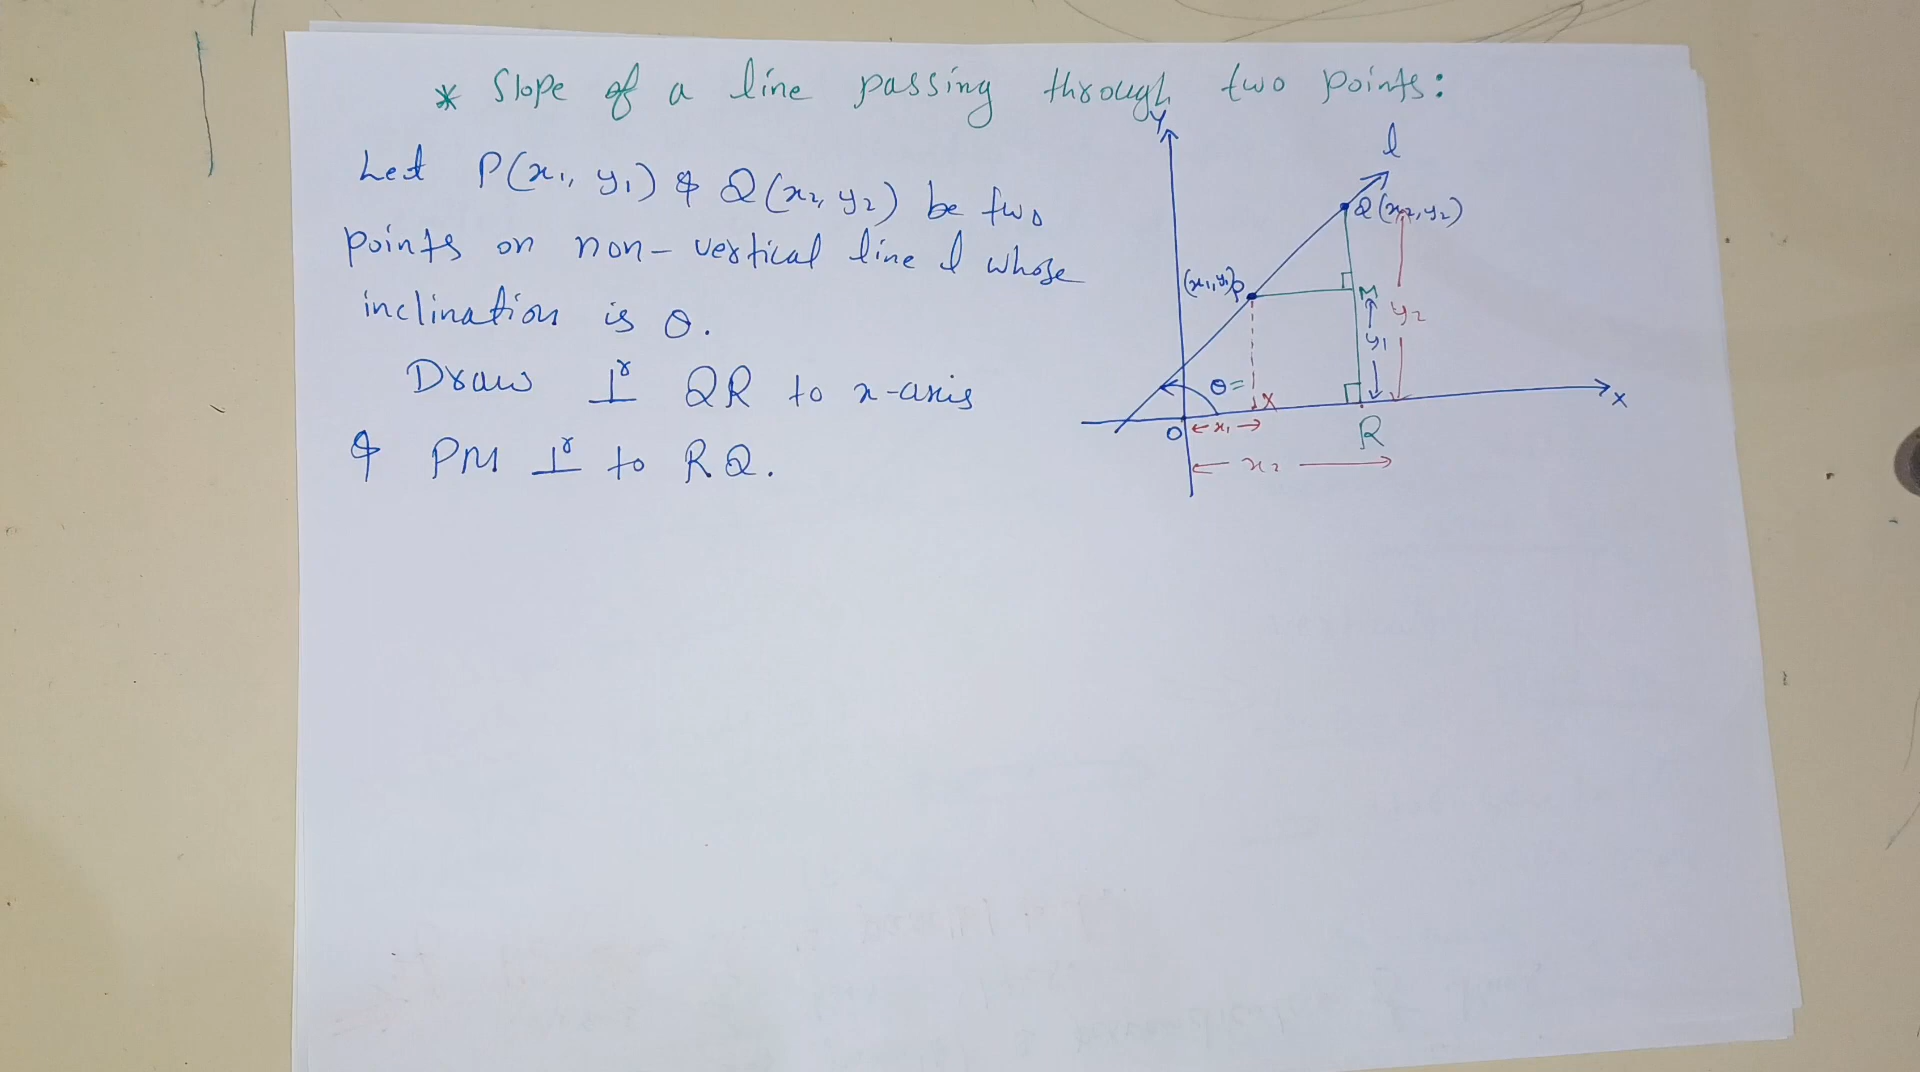 * Slope of a line passing through two points:
Let P(x₁, y₁) & Q(x₂, y₂) be two
points on non-vertical line l whose
inclination is θ.
Draw ⊥ʳ QR to x-axis
& PM ⊥ʳ to RQ.
Y
l
Q(x₂, y₂)
(x₁, y₁)P
M
y₂
y₁
θ=
X
X
O
x₁
R
x₂